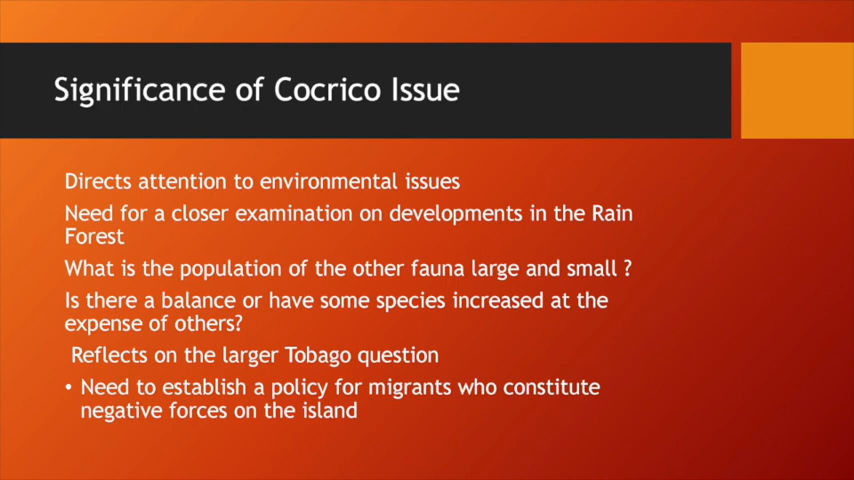 Significance of Cocrico Issue
Directs attention to environmental issues
Need for a closer examination on developments in the Rain
Forest
What is the population of the other fauna large and small ?
Is there a balance or have some species increased at the
expense of others?
Reflects on the larger Tobago question
• Need to establish a policy for migrants who constitute
negative forces on the island